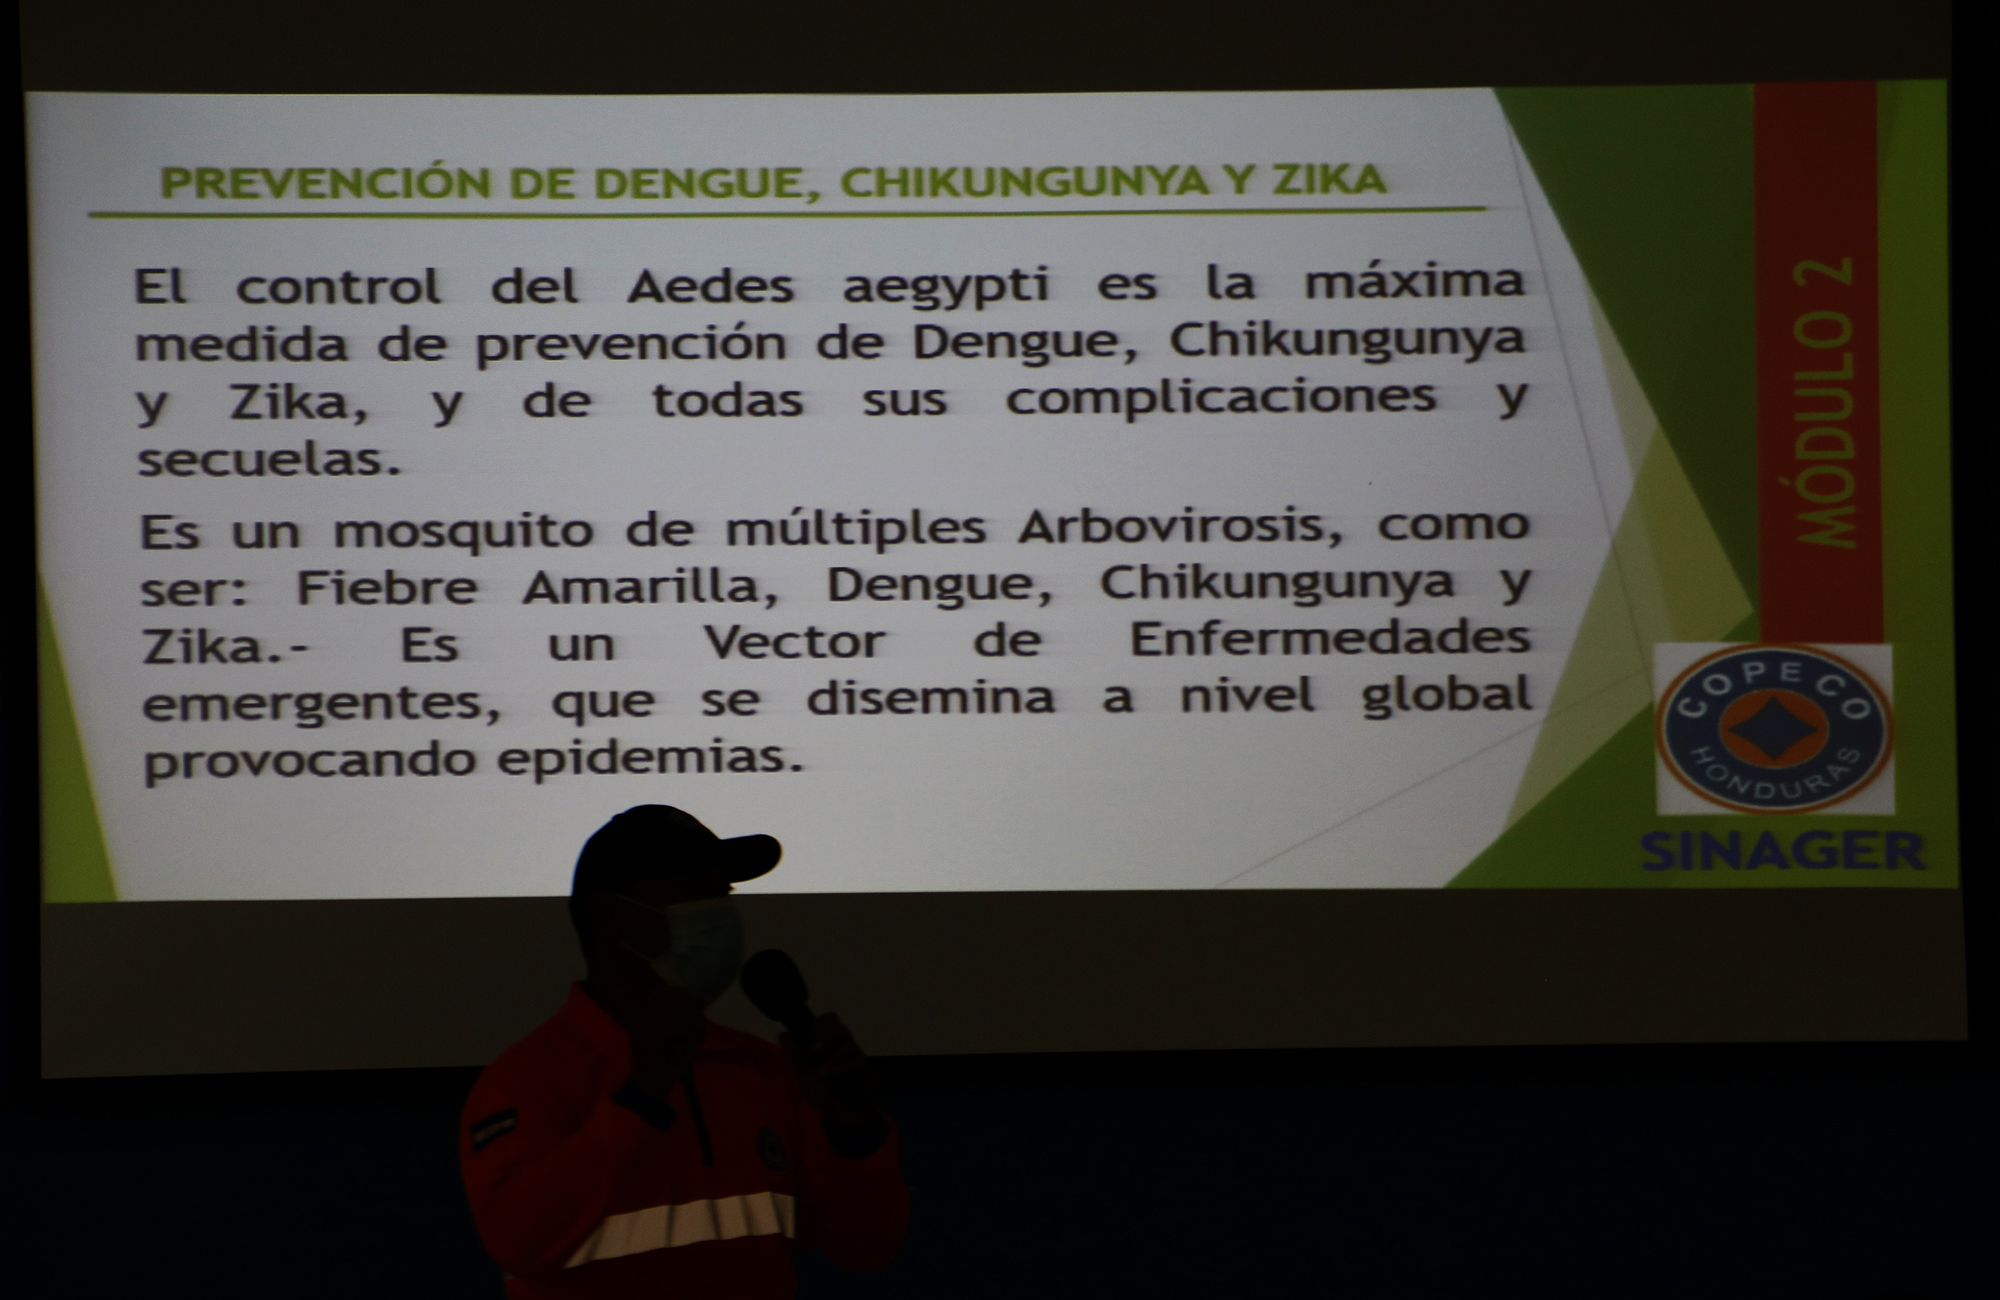 PREVENCIÓN DE DENGUE, CHIKUNGUNYA Y ZIKA
El control del Aedes aegypti es la máxima
medida de prevención de Dengue, Chikungunya
y Zika, y de todas sus complicaciones y
secuelas.
Es un mosquito de múltiples Arbovirosis, como
ser: Fiebre Amarilla, Dengue, Chikungunya y
Zika.- Es un Vector de Enfermedades
emergentes, que se disemina a nivel global
provocando epidemias.
MÓDULO 2
COPECO
HONDURAS
SINAGER